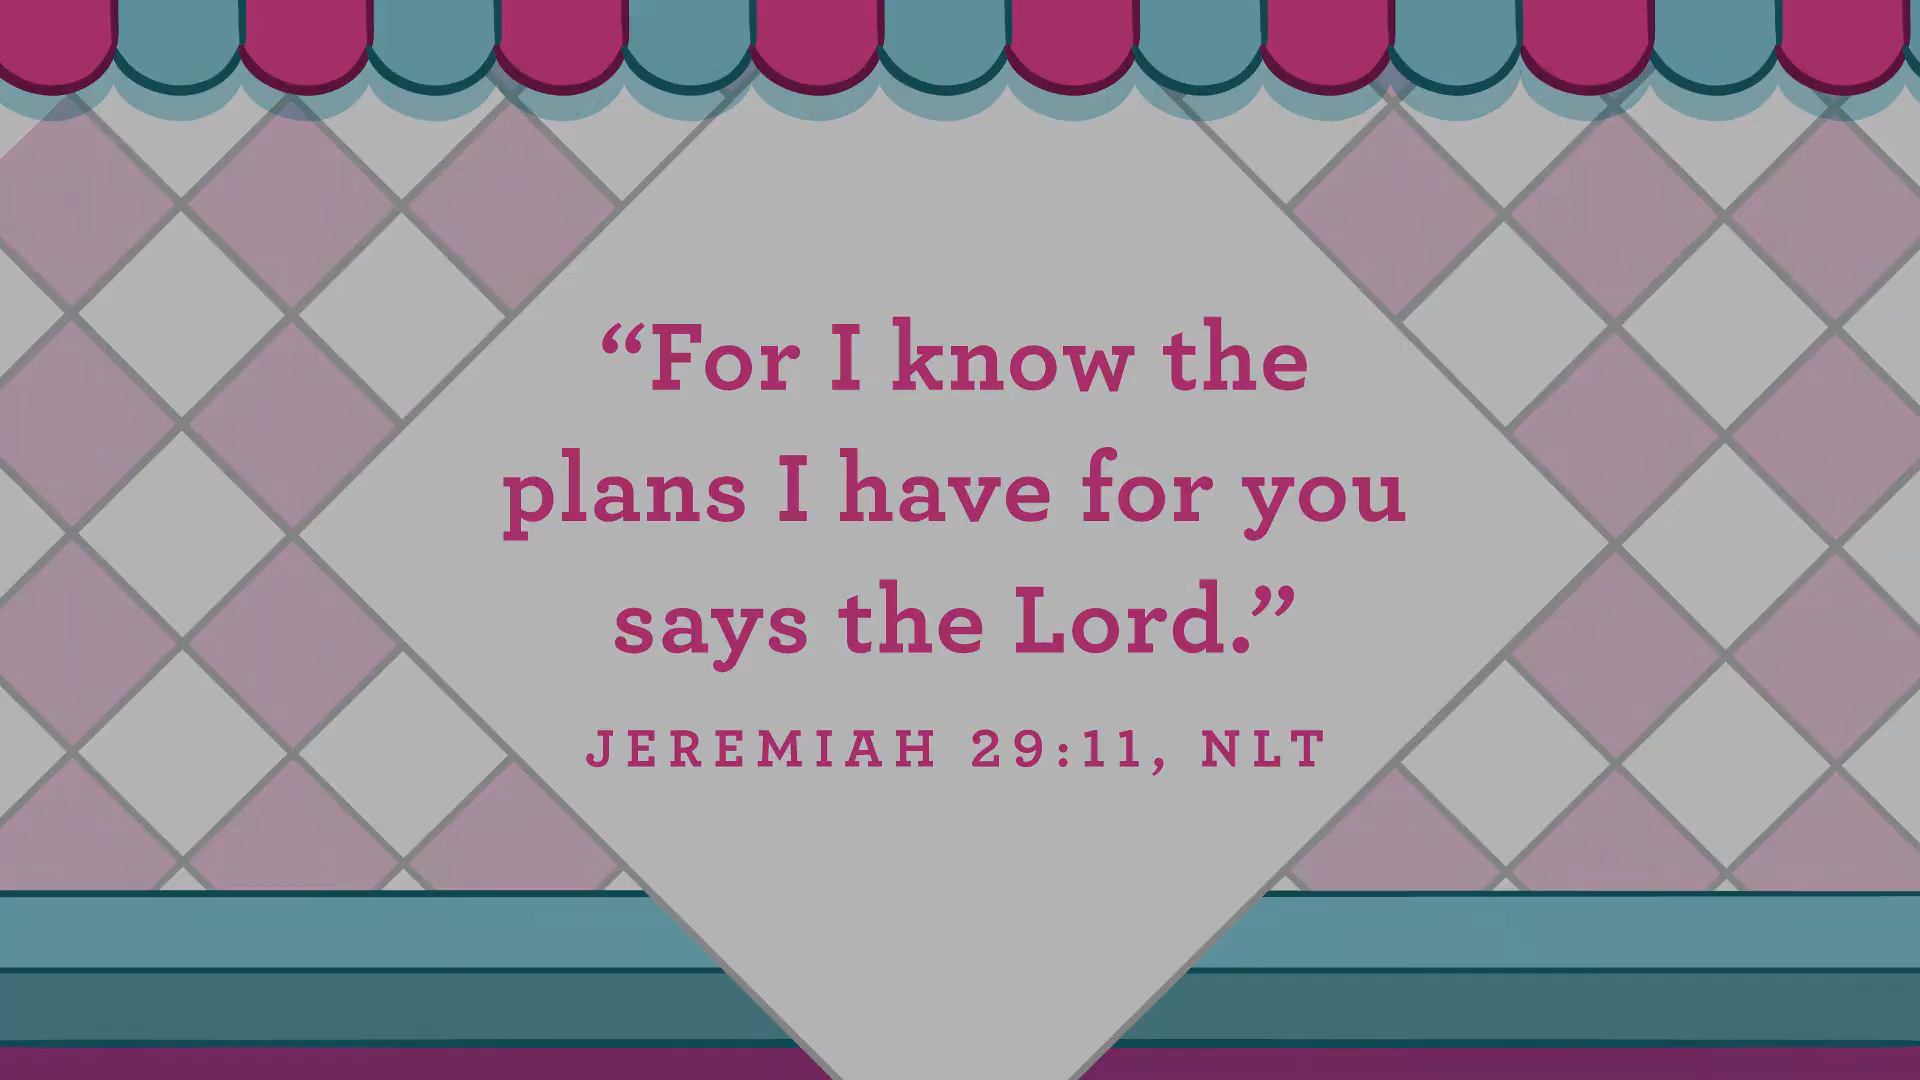 “For I know the
plans I have for you
says the Lord.”
JEREMIAH 29:11, NLT